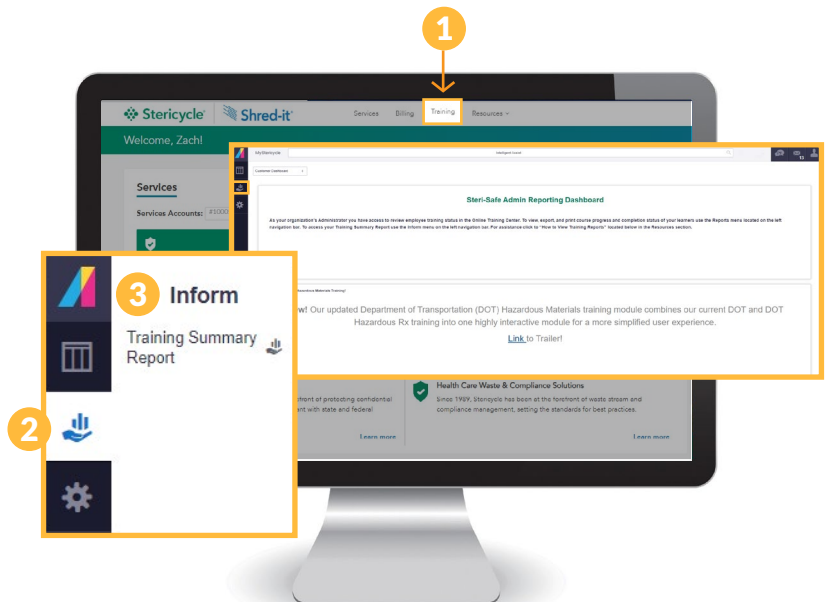 1
Stericycle® Shred-it®
Services Billing Training Resources
Welcome, Zach!
MyStericycle
Intelligent Search
13
Customer Dashboard
Services
Services Accounts:
Steri-Safe Admin Reporting Dashboard
As your organization's Administrator you have access to review employee training status in the Online Training Center. To view, export, and print course progress and completion status of your learners use the Reports menu located on the left
navigation bar. To access your Training Summary Report use the Inform menu on the left navigation bar. For assistance click to "How to View Training Reports" located below in the Resources section.
Hazardous Materials Training!
w! Our updated Department of Transportation (DOT) Hazardous Materials training module combines our current DOT and DOT
Hazardous Rx training into one highly interactive module for a more simplified user experience.
Link to Trailer!
3 Inform
Training Summary
Report
2
efront of protecting confidential
nt with state and federal
Learn more
Health Care Waste & Compliance Solutions
Since 1989, Stericycle has been at the forefront of waste stream and
compliance management, setting the standards for best practices.
Learn more